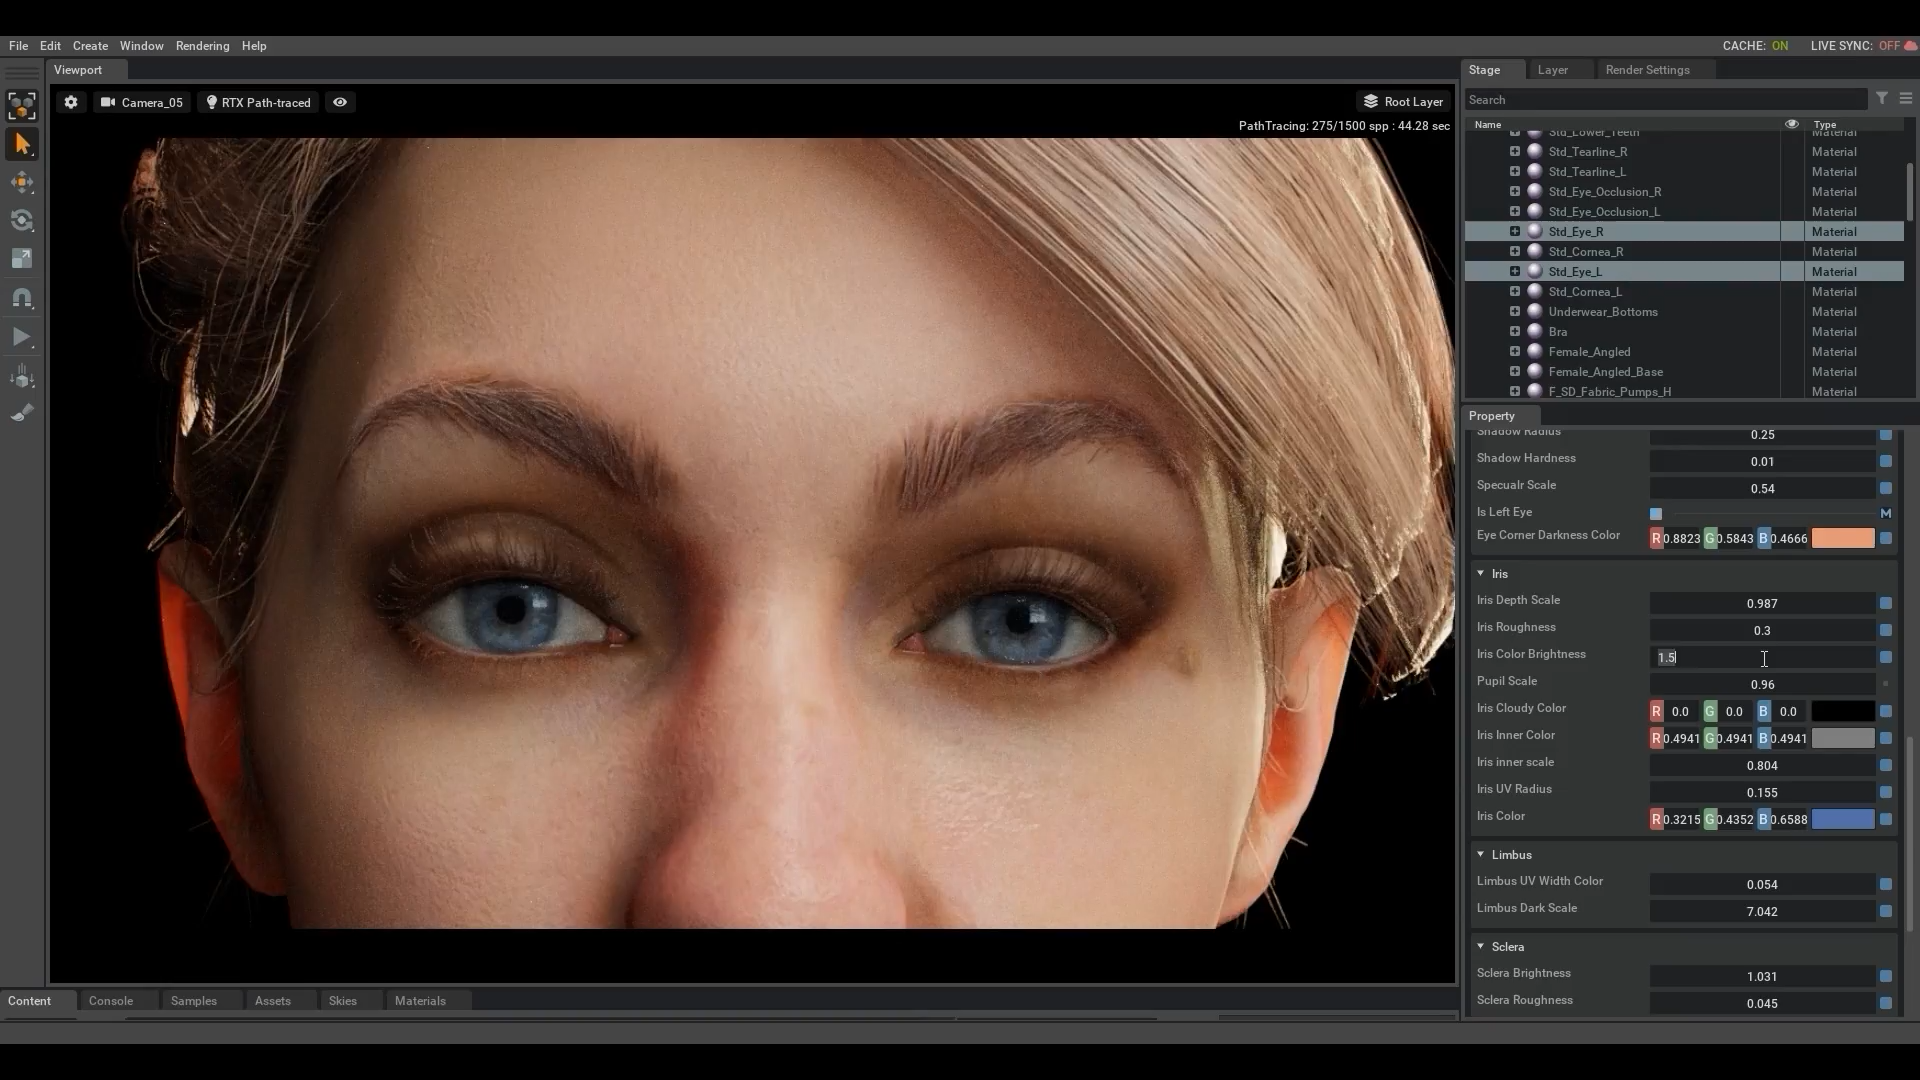 File Edit Create Window Rendering Help CACHE: ON LIVE SYNC: OFF
Viewport
Camera_05 RTX Path-traced Root Layer
PathTracing: 275/1500 spp : 44.28 sec
Stage Layer Render Settings
Search
Name Type
Std_Lower_Teeth Material
Std_Tearline_R Material
Std_Tearline_L Material
Std_Eye_Occlusion_R Material
Std_Eye_Occlusion_L Material
Std_Eye_R Material
Std_Cornea_R Material
Std_Eye_L Material
Std_Cornea_L Material
Underwear_Bottoms Material
Bra Material
Female_Angled Material
Female_Angled_Base Material
F_SD_Fabric_Pumps_H Material
Property
Shadow Radius 0.25
Shadow Hardness 0.01
Specualr Scale 0.54
Is Left Eye M
Eye Corner Darkness Color R 0.8823 G 0.5843 B 0.4666
Iris
Iris Depth Scale 0.987
Iris Roughness 0.3
Iris Color Brightness 1.5
Pupil Scale 0.96
Iris Cloudy Color R 0.0 G 0.0 B 0.0
Iris Inner Color R 0.4941 G 0.4941 B 0.4941
Iris inner scale 0.804
Iris UV Radius 0.155
Iris Color R 0.3215 G 0.4352 B 0.6588
Limbus
Limbus UV Width Color 0.054
Limbus Dark Scale 7.042
Sclera
Sclera Brightness 1.031
Sclera Roughness 0.045
Content Console Samples Assets Skies Materials